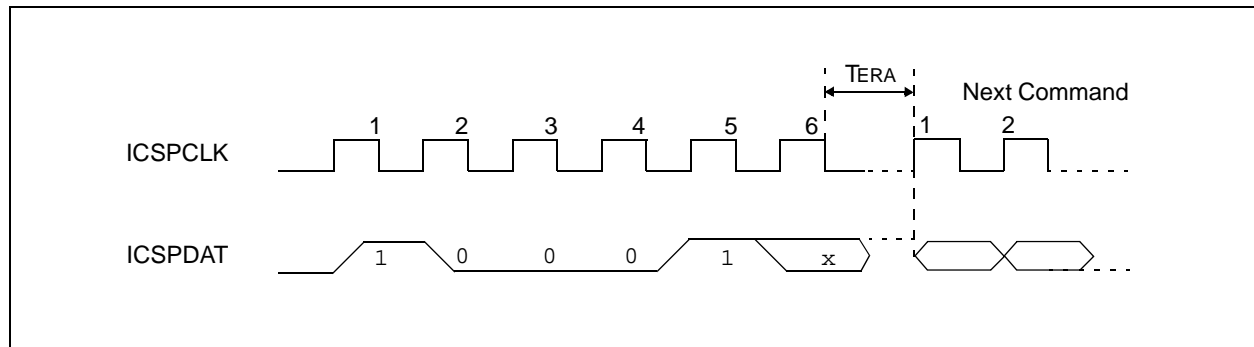 TERA
Next Command
1 2 3 4 5 6 1 2
ICSPCLK
ICSPDAT
1 0 0 0 1 x